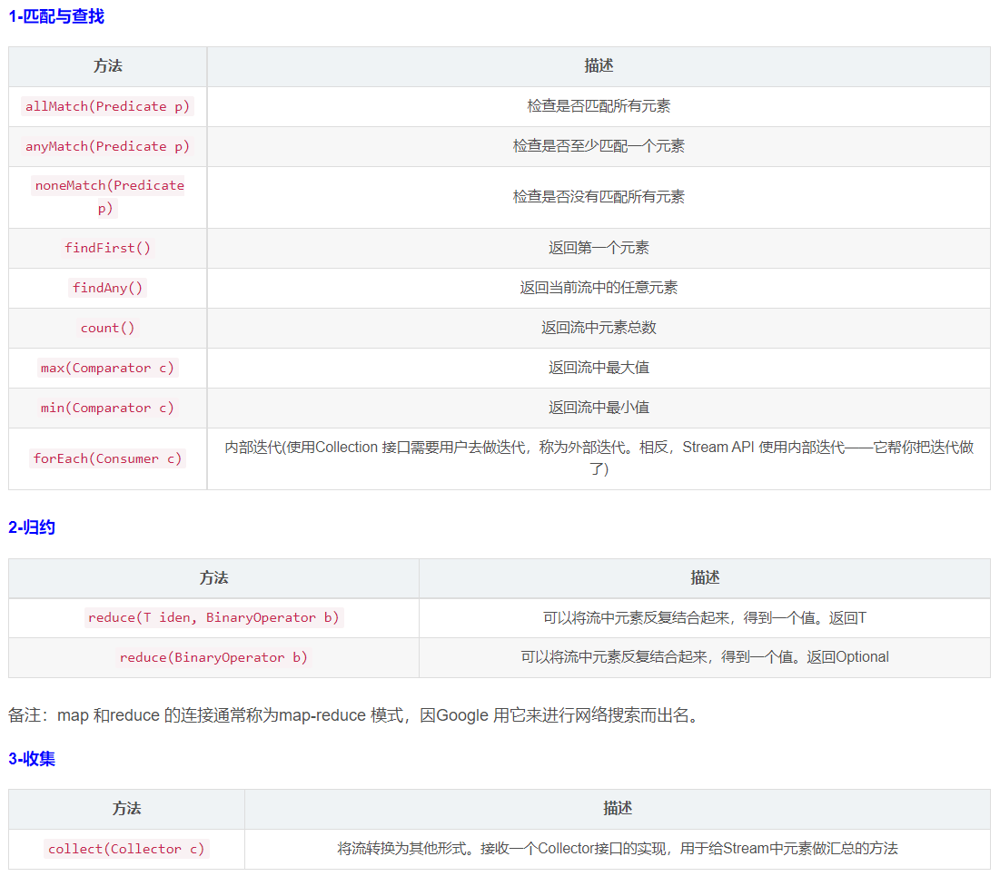 1-匹配与查找
方法 描述
allMatch(Predicate p) 检查是否匹配所有元素
anyMatch(Predicate p) 检查是否至少匹配一个元素
noneMatch(Predicate
p) 检查是否没有匹配所有元素
findFirst() 返回第一个元素
findAny() 返回当前流中的任意元素
count() 返回流中元素总数
max(Comparator c) 返回流中最大值
min(Comparator c) 返回流中最小值
forEach(Consumer c) 内部迭代(使用Collection 接口需要用户去做迭代，称为外部迭代。相反，Stream API 使用内部迭代——它帮你把迭代做
了)
2-归约
方法 描述
reduce(T iden, BinaryOperator b) 可以将流中元素反复结合起来，得到一个值。返回T
reduce(BinaryOperator b) 可以将流中元素反复结合起来，得到一个值。返回Optional
备注：map 和reduce 的连接通常称为map-reduce 模式，因Google 用它来进行网络搜索而出名。
3-收集
方法 描述
collect(Collector c) 将流转换为其他形式。接收一个Collector接口的实现，用于给Stream中元素做汇总的方法